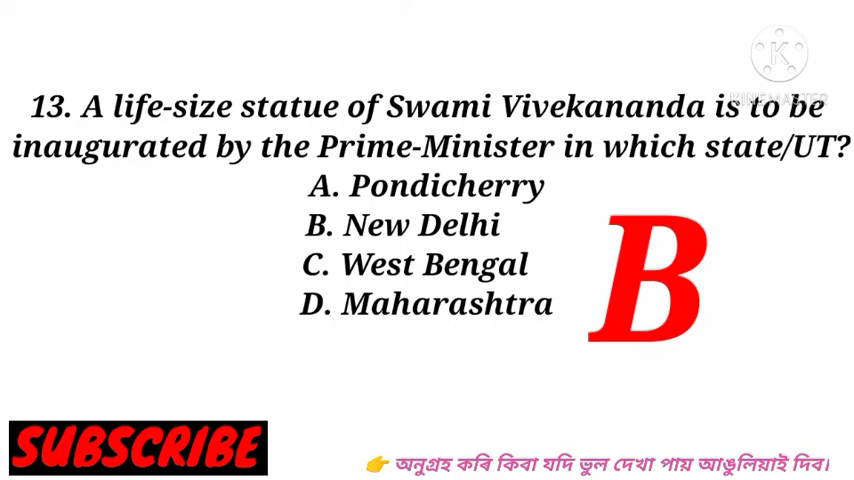 KINEMASTER
13. A life-size statue of Swami Vivekananda is to be
inaugurated by the Prime-Minister in which state/UT?
A. Pondicherry
B. New Delhi
C. West Bengal
D. Maharashtra
B
SUBSCRIBE
👉 অনুগ্ৰহ কৰি কিবা যদি ভুল দেখা পায় আঙুলিয়াই দিব।